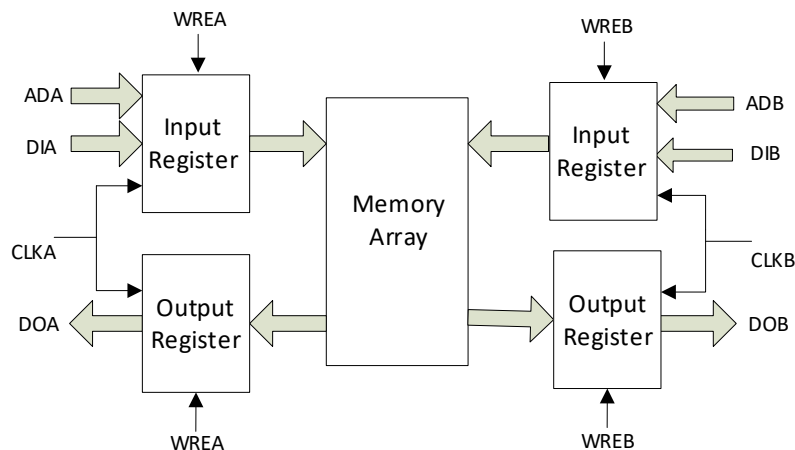 WREA
WREB
ADA
DIA
Input
Register
Memory
Array
Input
Register
ADB
DIB
CLKA
CLKB
DOA
Output
Register
Output
Register
DOB
WREA
WREB